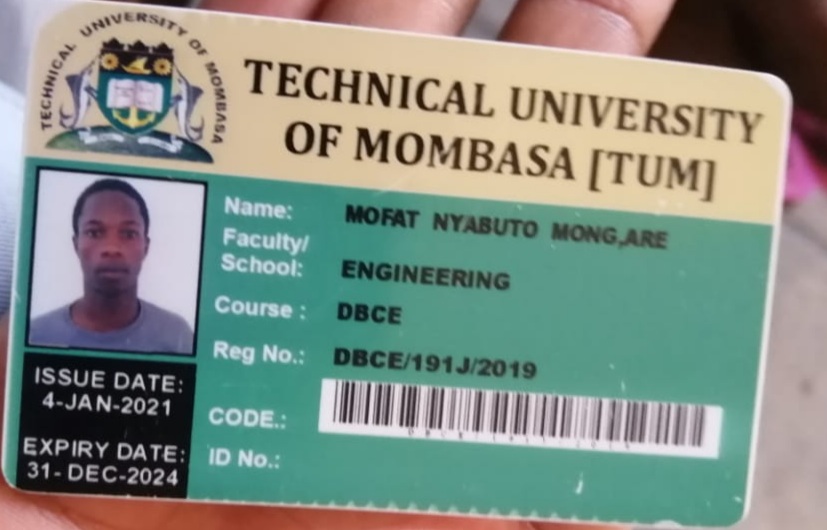 TECHNICAL UNIVERSITY OF MOMBASA
TECHNICAL UNIVERSITY
OF MOMBASA [TUM]
Name: MOFAT NYABUTO MONG,ARE
Faculty/
School: ENGINEERING
Course : DBCE
Reg No.: DBCE/191J/2019
CODE.:
ID No.:
ISSUE DATE:
4-JAN-2021
EXPIRY DATE:
31- DEC-2024